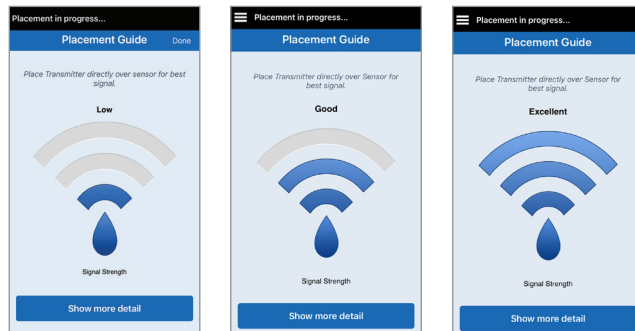 Placement in progress...
Placement Guide Done
Place Transmitter directly over sensor for best
signal.
Low
Signal Strength
Show more detail
Placement in progress...
Placement Guide
Place Transmitter directly over Sensor for
best signal.
Good
Signal Strength
Show more detail
Placement in progress...
Placement Guide
Place Transmitter directly over Sensor for
best signal.
Excellent
Signal Strength
Show more detail